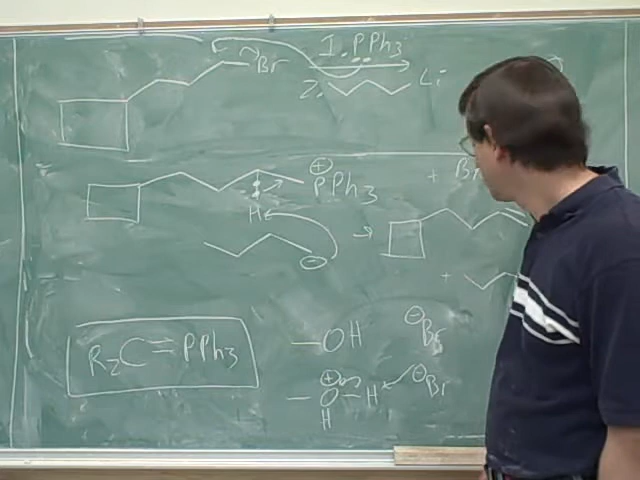 1. PPh3
Br
2. Li
⊕
PPh3
+ Br
H
⊖
+
R2C=PPh3
OH
⊖
Br
⊕
O
H
H
⊖
Br